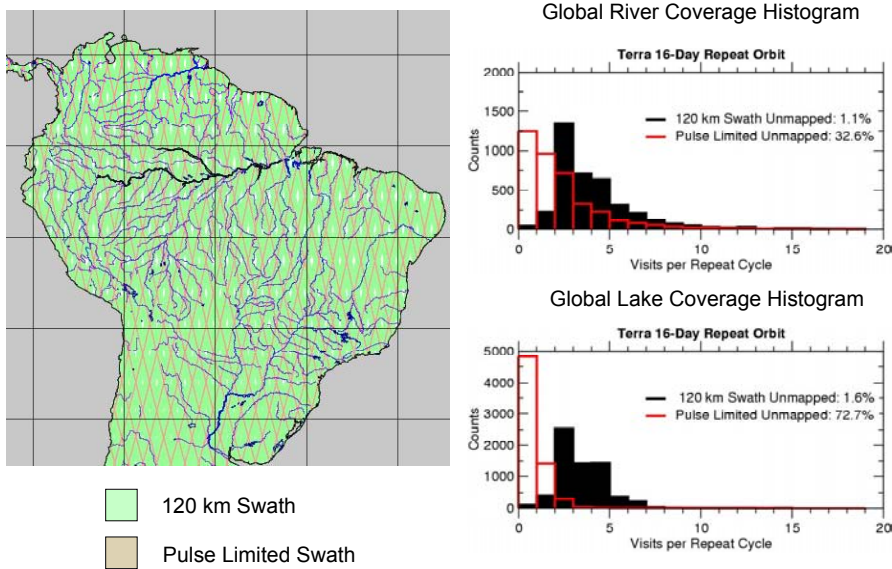 Global River Coverage Histogram
Terra 16-Day Repeat Orbit
2000
1500
1000
500
0
Counts
120 km Swath Unmapped: 1.1%
Pulse Limited Unmapped: 32.6%
0 5 10 15 20
Visits per Repeat Cycle
Global Lake Coverage Histogram
Terra 16-Day Repeat Orbit
5000
4000
3000
2000
1000
0
Counts
120 km Swath Unmapped: 1.6%
Pulse Limited Unmapped: 72.7%
0 5 10 15 20
Visits per Repeat Cycle
120 km Swath
Pulse Limited Swath